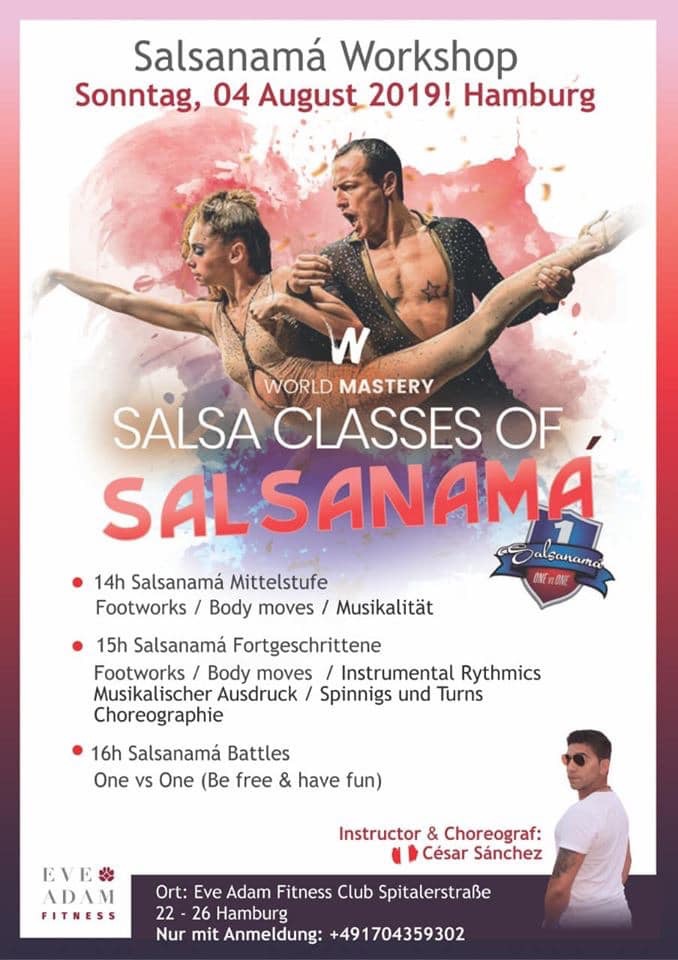 Salsanamá Workshop
Sonntag, 04 August 2019! Hamburg
W
WORLD MASTERY
SALSA CLASSES OF
SALSANAMÁ
1
Salsanamá
ONE vs ONE
• 14h Salsanamá Mittelstufe
Footworks / Body moves / Musikalität
• 15h Salsanamá Fortgeschrittene
Footworks / Body moves / Instrumental Rythmics
Musikalischer Ausdruck / Spinnigs und Turns
Choreographie
• 16h Salsanamá Battles
One vs One (Be free & have fun)
Instructor & Choreograf:
César Sánchez
EVE
ADAM
FITNESS
Ort: Eve Adam Fitness Club Spitalerstraße
22 - 26 Hamburg
Nur mit Anmeldung: +491704359302